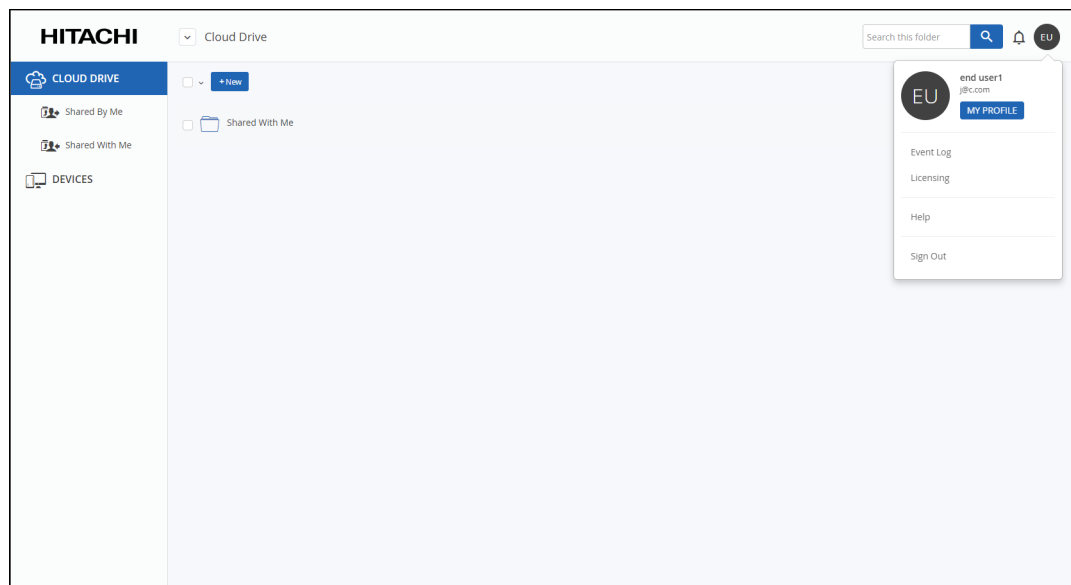 HITACHI
Cloud Drive
Search this folder
EU
CLOUD DRIVE
Shared By Me
Shared With Me
DEVICES
+ New
Shared With Me
EU
end user1
j@c.com
MY PROFILE
Event Log
Licensing
Help
Sign Out